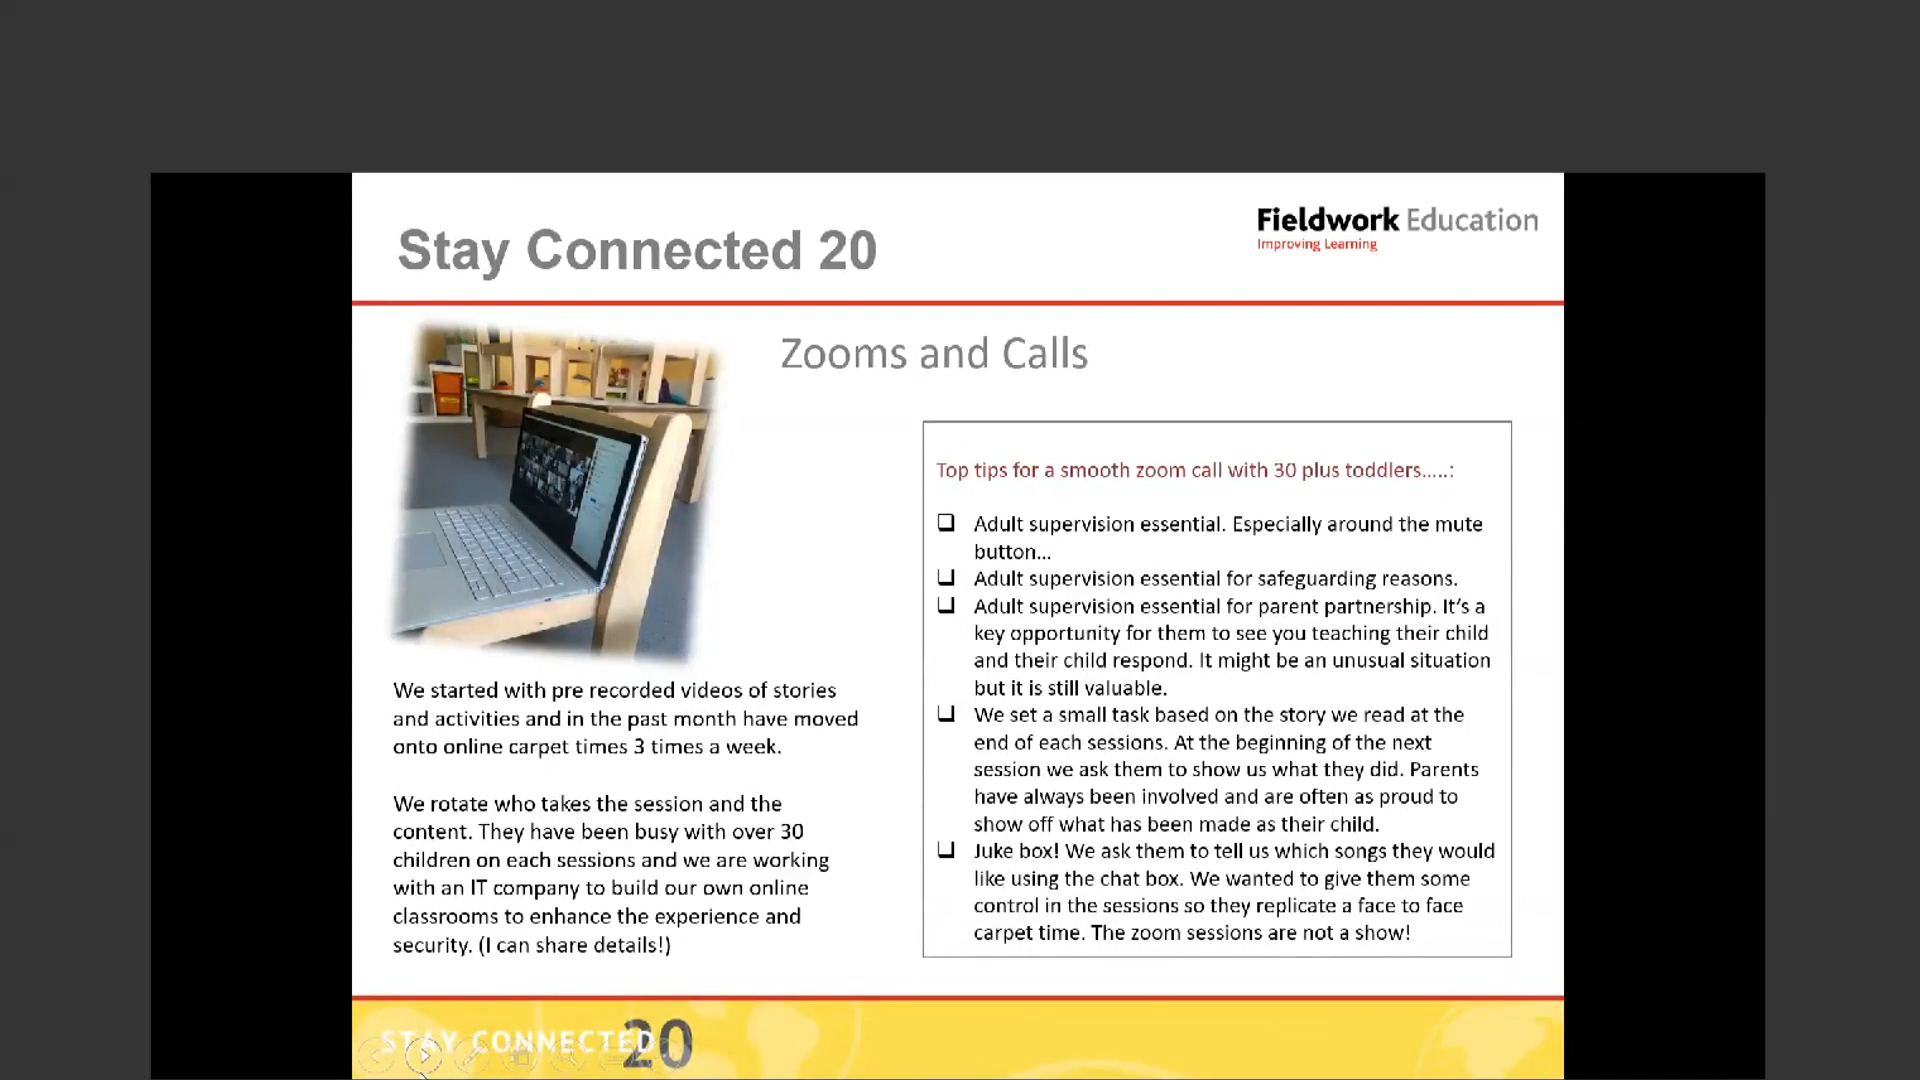 Stay Connected 20
Fieldwork Education
Improving Learning
Zooms and Calls
We started with pre recorded videos of stories
and activities and in the past month have moved
onto online carpet times 3 times a week.
We rotate who takes the session and the
content. They have been busy with over 30
children on each sessions and we are working
with an IT company to build our own online
classrooms to enhance the experience and
security. (I can share details!)
Top tips for a smooth zoom call with 30 plus toddlers.....:
Adult supervision essential. Especially around the mute
button...
Adult supervision essential for safeguarding reasons.
Adult supervision essential for parent partnership. It’s a
key opportunity for them to see you teaching their child
and their child respond. It might be an unusual situation
but it is still valuable.
We set a small task based on the story we read at the
end of each sessions. At the beginning of the next
session we ask them to show us what they did. Parents
have always been involved and are often as proud to
show off what has been made as their child.
Juke box! We ask them to tell us which songs they would
like using the chat box. We wanted to give them some
control in the sessions so they replicate a face to face
carpet time. The zoom sessions are not a show!
STAY CONNECTED 20